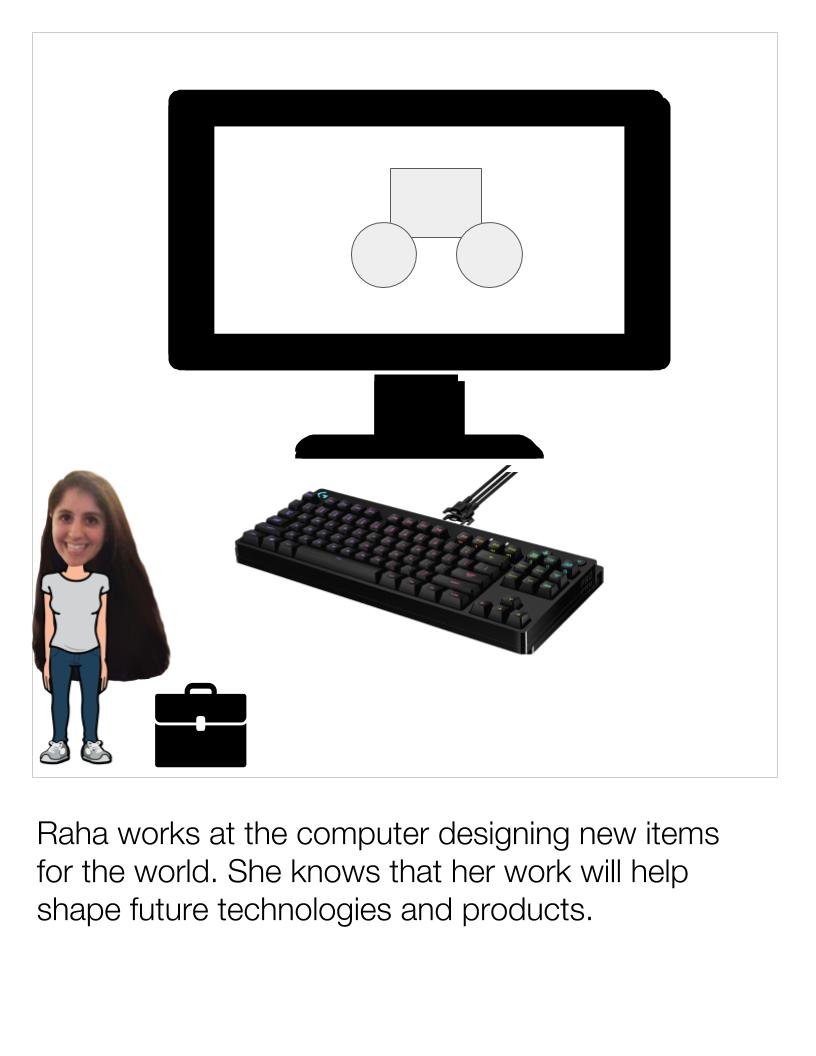 Raha works at the computer designing new items
for the world. She knows that her work will help
shape future technologies and products.